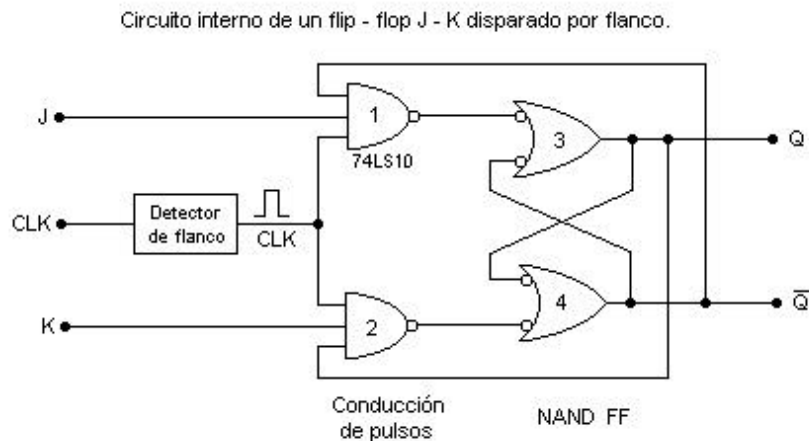 Circuito interno de un flip - flop J - K disparado por flanco.
J
1
74LS10
3
Q
CLK
Detector
de flanco
CLK
K
2
4
Q̅
Conducción
de pulsos
NAND FF